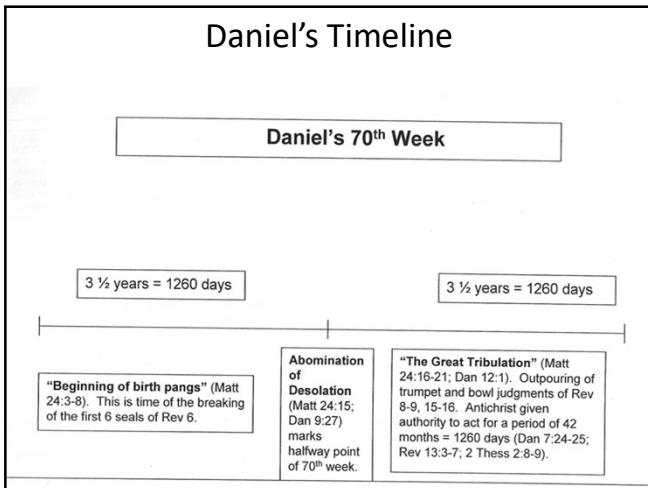 Daniel's Timeline
Daniel's 70th Week
3 ½ years = 1260 days
3 ½ years = 1260 days
"Beginning of birth pangs" (Matt
24:3-8). This is time of the breaking
of the first 6 seals of Rev 6.
Abomination
of
Desolation
(Matt 24:15;
Dan 9:27)
marks
halfway point
of 70th week.
"The Great Tribulation" (Matt
24:16-21; Dan 12:1). Outpouring of
trumpet and bowl judgments of Rev
8-9, 15-16. Antichrist given
authority to act for a period of 42
months = 1260 days (Dan 7:24-25;
Rev 13:3-7; 2 Thess 2:8-9).